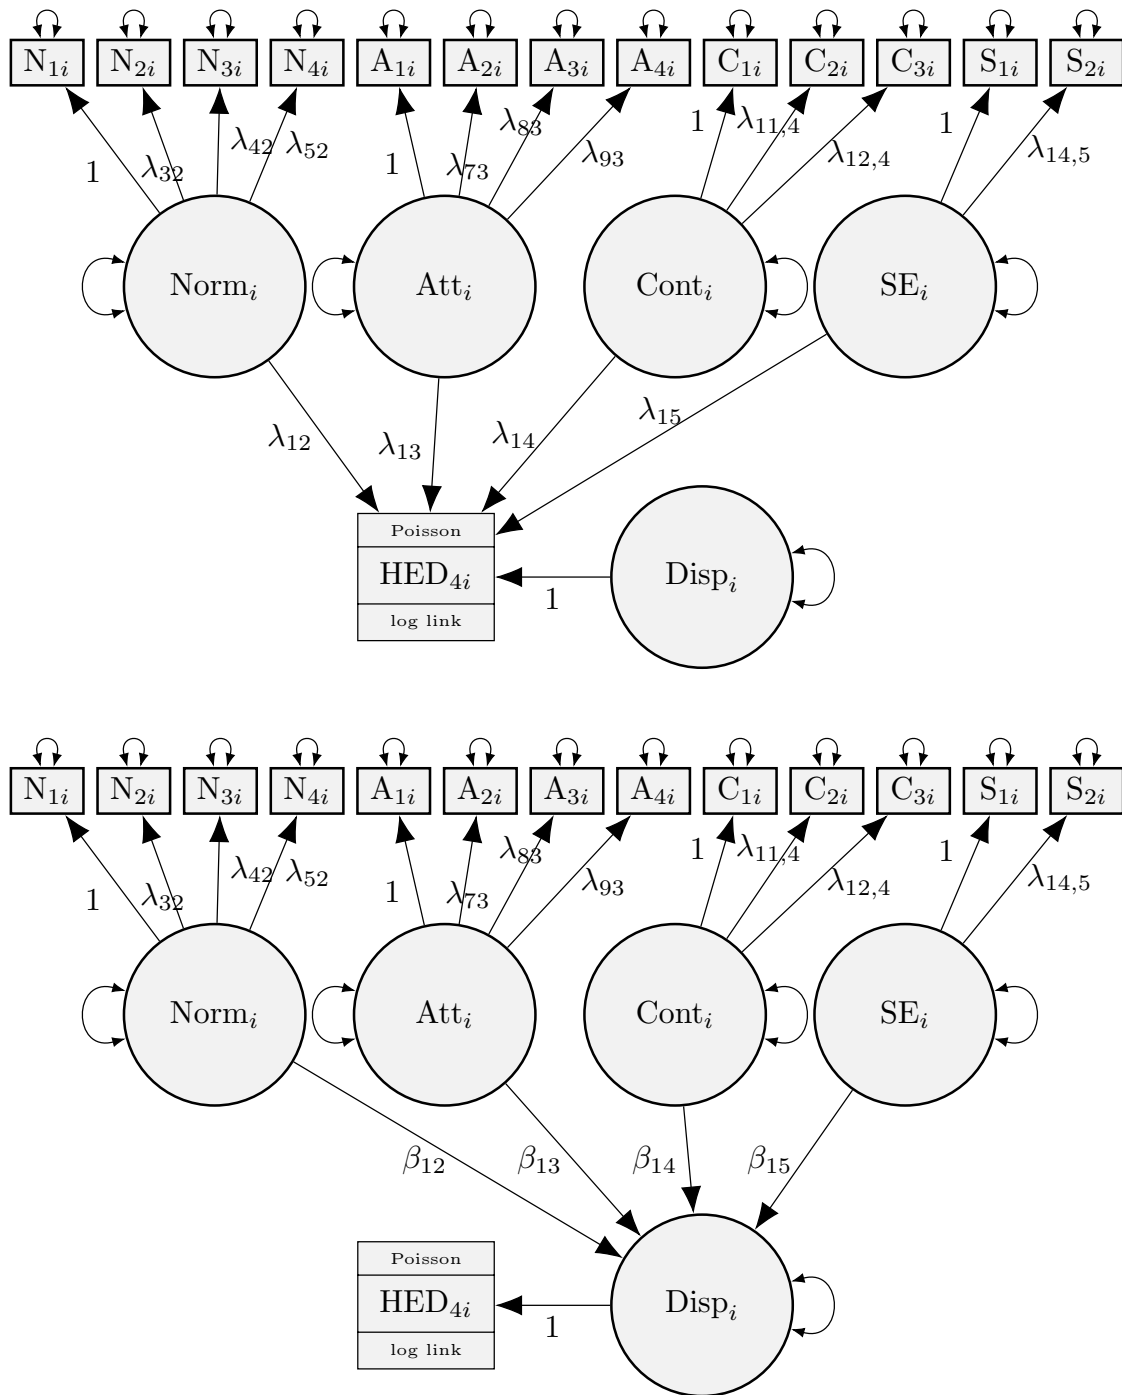 N₁ᵢ N₂ᵢ N₃ᵢ N₄ᵢ A₁ᵢ A₂ᵢ A₃ᵢ A₄ᵢ C₁ᵢ C₂ᵢ C₃ᵢ S₁ᵢ S₂ᵢ
1 λ₃₂ λ₄₂ λ₅₂ 1 λ₇₃ λ₈₃ λ₉₃ 1 λ₁₁,₄ λ₁₂,₄ 1 λ₁₄,₅
Normᵢ Attᵢ Contᵢ SEᵢ
λ₁₂ λ₁₃ λ₁₄ λ₁₅
Poisson
HED₄ᵢ 1 Dispᵢ
log link
N₁ᵢ N₂ᵢ N₃ᵢ N₄ᵢ A₁ᵢ A₂ᵢ A₃ᵢ A₄ᵢ C₁ᵢ C₂ᵢ C₃ᵢ S₁ᵢ S₂ᵢ
1 λ₃₂ λ₄₂ λ₅₂ 1 λ₇₃ λ₈₃ λ₉₃ 1 λ₁₁,₄ λ₁₂,₄ 1 λ₁₄,₅
Normᵢ Attᵢ Contᵢ SEᵢ
β₁₂ β₁₃ β₁₄ β₁₅
Poisson
HED₄ᵢ 1 Dispᵢ
log link